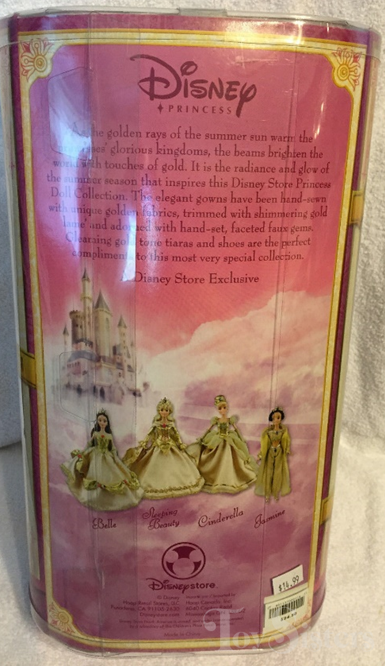 Disney
PRINCESS
the golden rays of the summer sun warm the
glorious kingdoms, the beams brighten the
with touches of gold. It is the radiance and glow of
the summer season that inspires this Disney Store Princess
Doll Collection. The elegant gowns have been hand-sewn
with unique golden fabrics, trimmed with shimmering gold
and adorned with hand-set, faceted faux gems.
Gleaming gold tone tiaras and shoes are the perfect
compliment to this most very special collection.
Disney Store Exclusive
Belle
Sleeping
Beauty
Cinderella
Jasmine
Disney store.
© Disney
$14.99